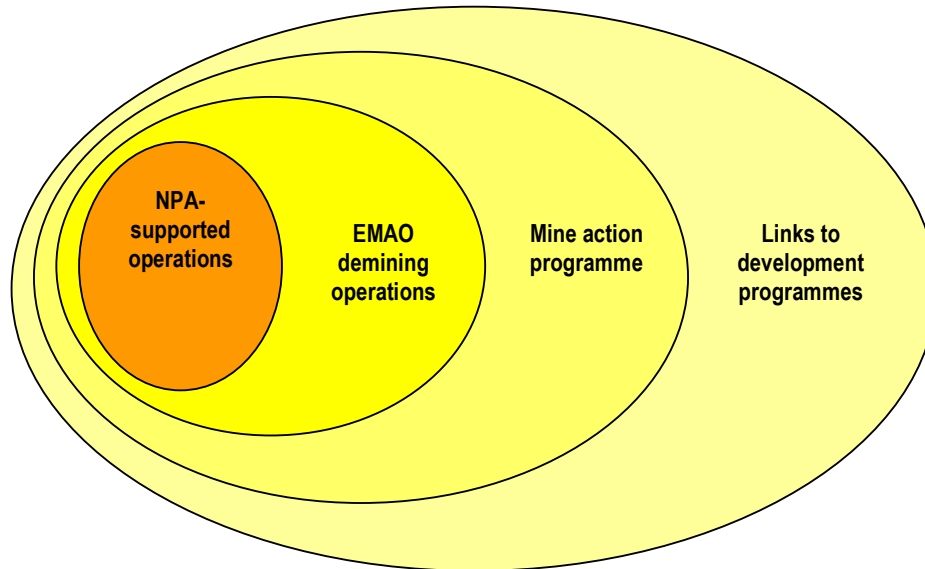 NPA-
supported
operations
EMAO
demining
operations
Mine action
programme
Links to
development
programmes